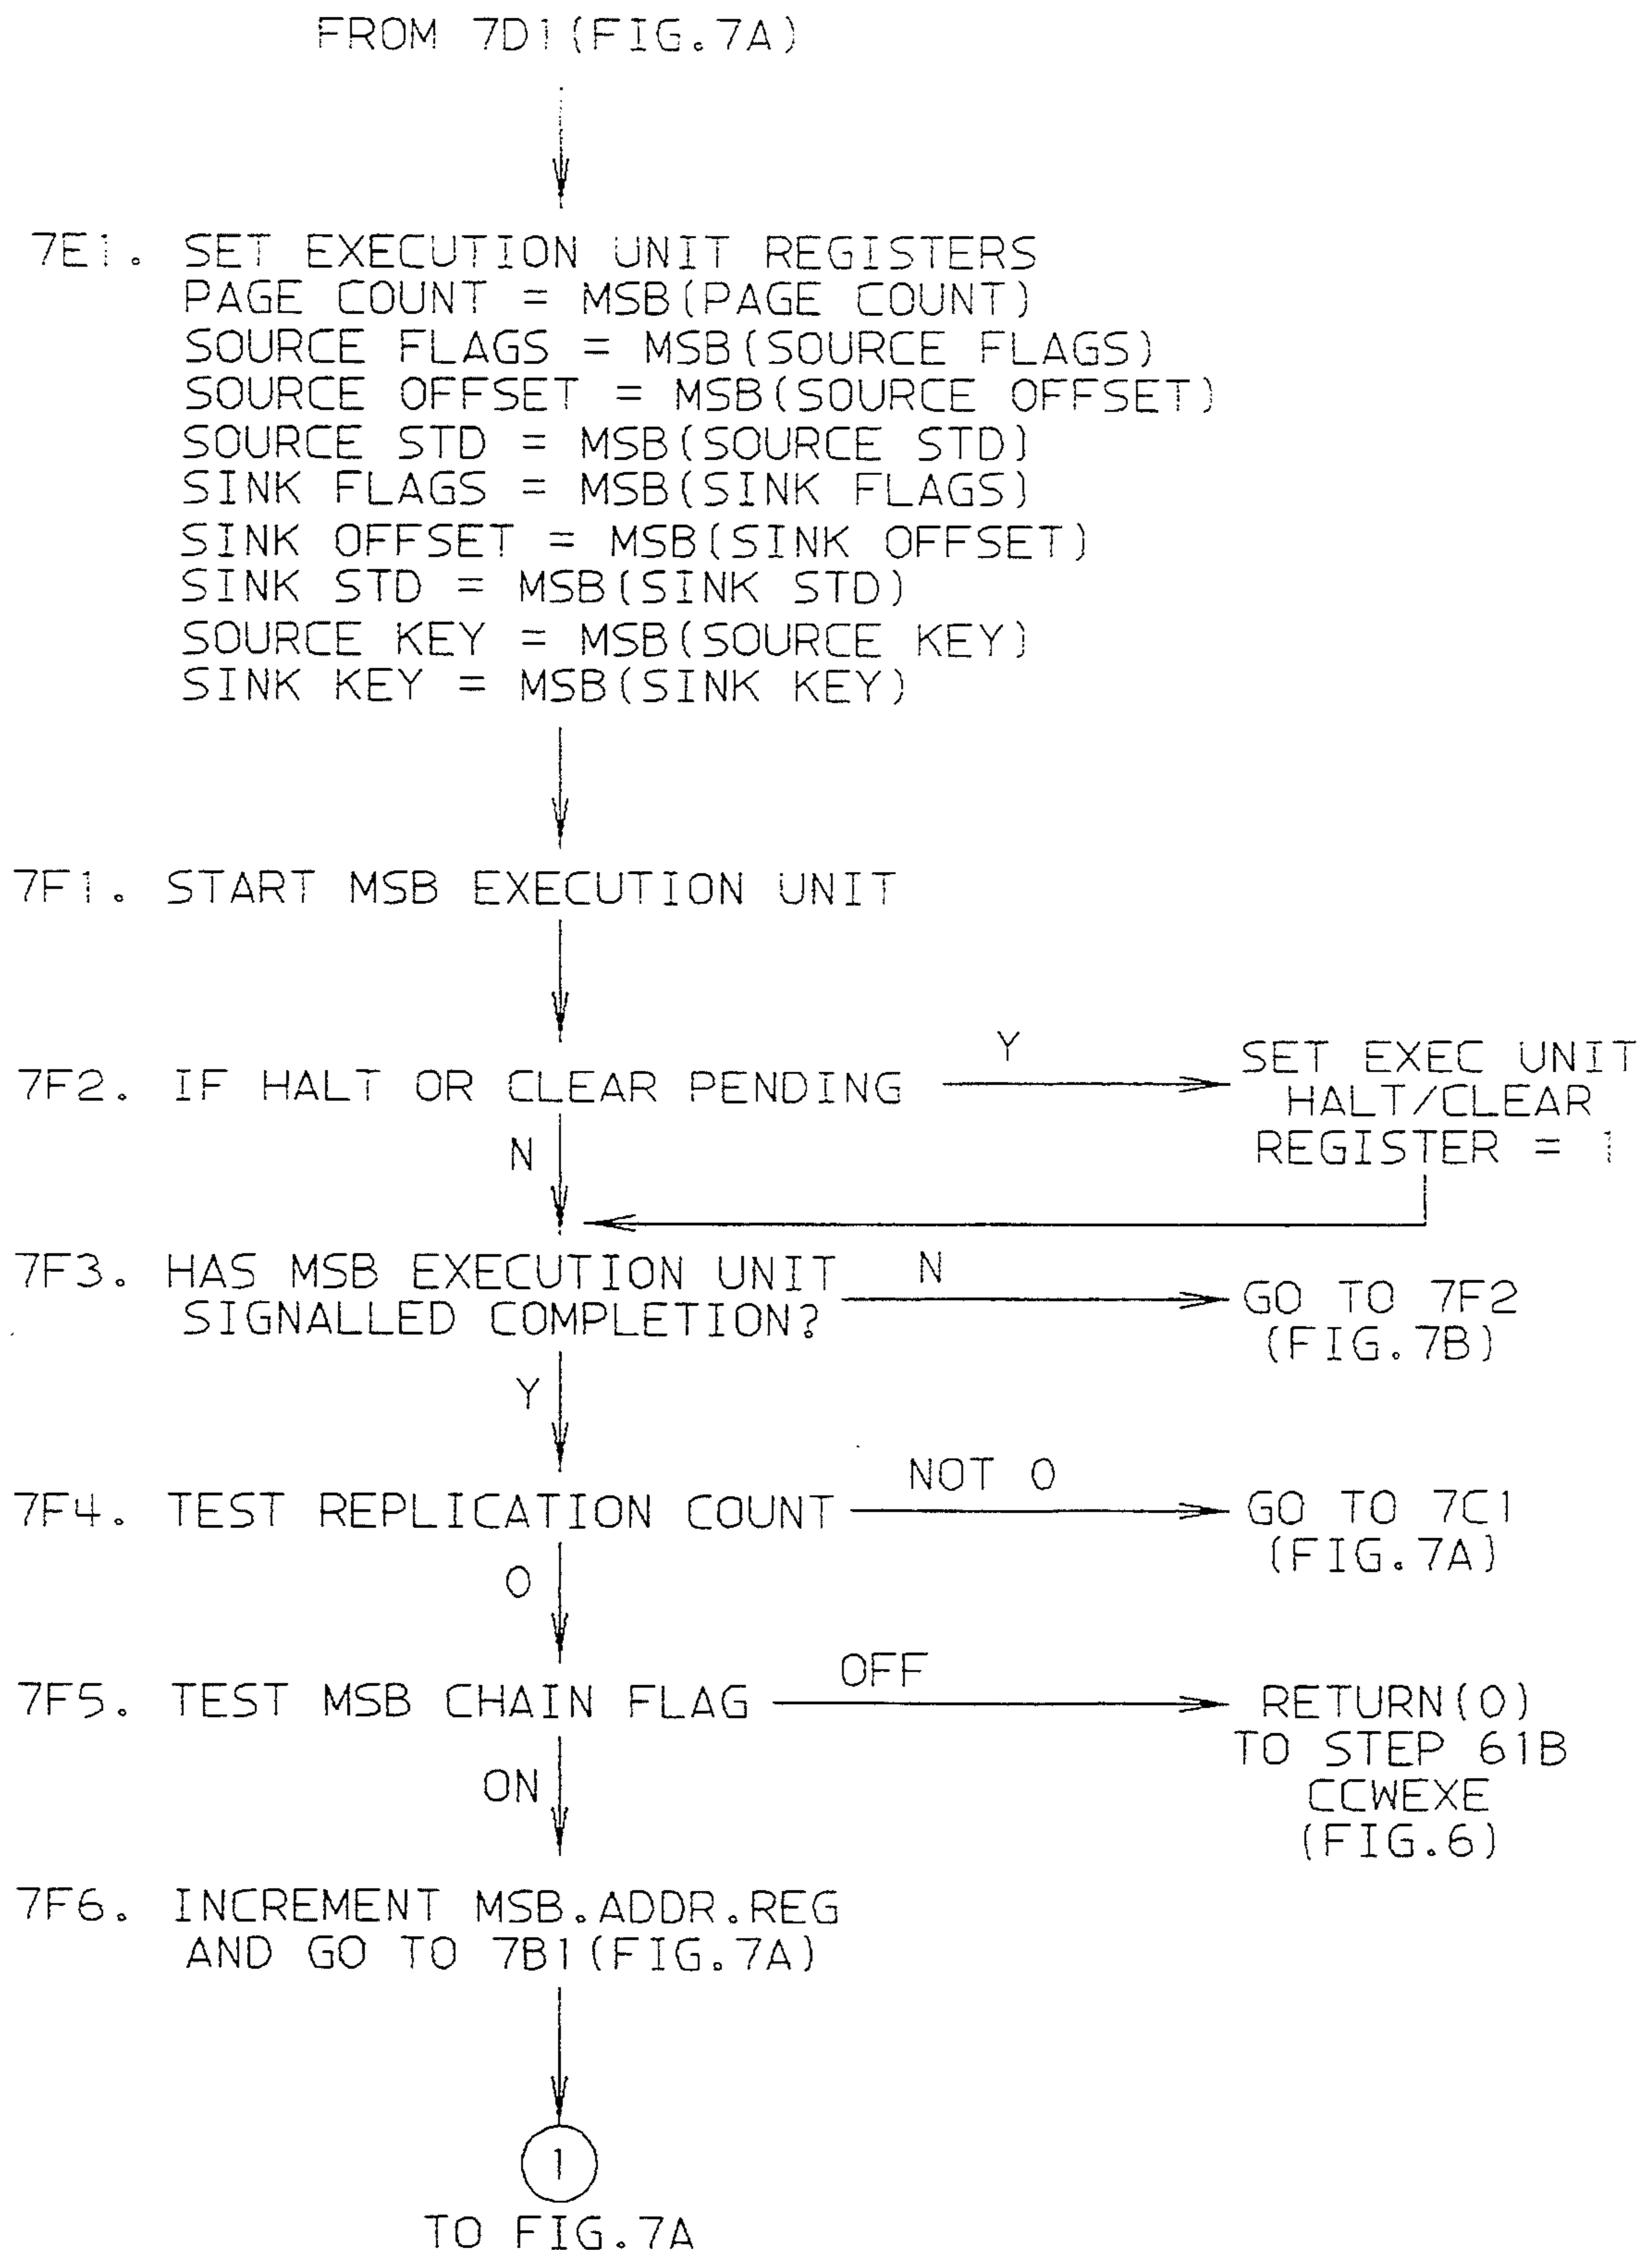 FROM 7D1(FIG.7A)
7E1. SET EXECUTION UNIT REGISTERS
PAGE COUNT = MSB(PAGE COUNT)
SOURCE FLAGS = MSB(SOURCE FLAGS)
SOURCE OFFSET = MSB(SOURCE OFFSET)
SOURCE STD = MSB(SOURCE STD)
SINK FLAGS = MSB(SINK FLAGS)
SINK OFFSET = MSB(SINK OFFSET)
SINK STD = MSB(SINK STD)
SOURCE KEY = MSB(SOURCE KEY)
SINK KEY = MSB(SINK KEY)
7F1. START MSB EXECUTION UNIT
7F2. IF HALT OR CLEAR PENDING
Y
SET EXEC UNIT
HALT/CLEAR
REGISTER = 1
N
7F3. HAS MSB EXECUTION UNIT
SIGNALLED COMPLETION?
N
GO TO 7F2
(FIG.7B)
Y
7F4. TEST REPLICATION COUNT
NOT 0
GO TO 7C1
(FIG.7A)
0
7F5. TEST MSB CHAIN FLAG
OFF
RETURN(0)
TO STEP 61B
CCWEXE
(FIG.6)
ON
7F6. INCREMENT MSB.ADDR.REG
AND GO TO 7B1(FIG.7A)
1
TO FIG.7A